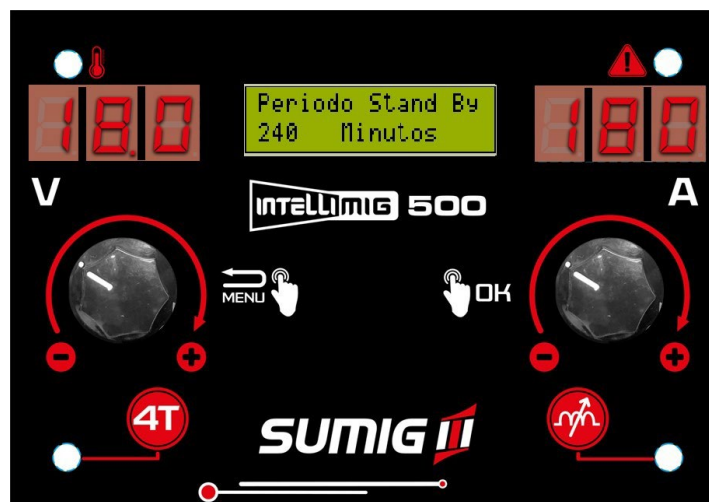 18.0
Periodo Stand By
240 Minutos
180
V
A
INTELLIMIG 500
MENU
OK
4T
SUMIG